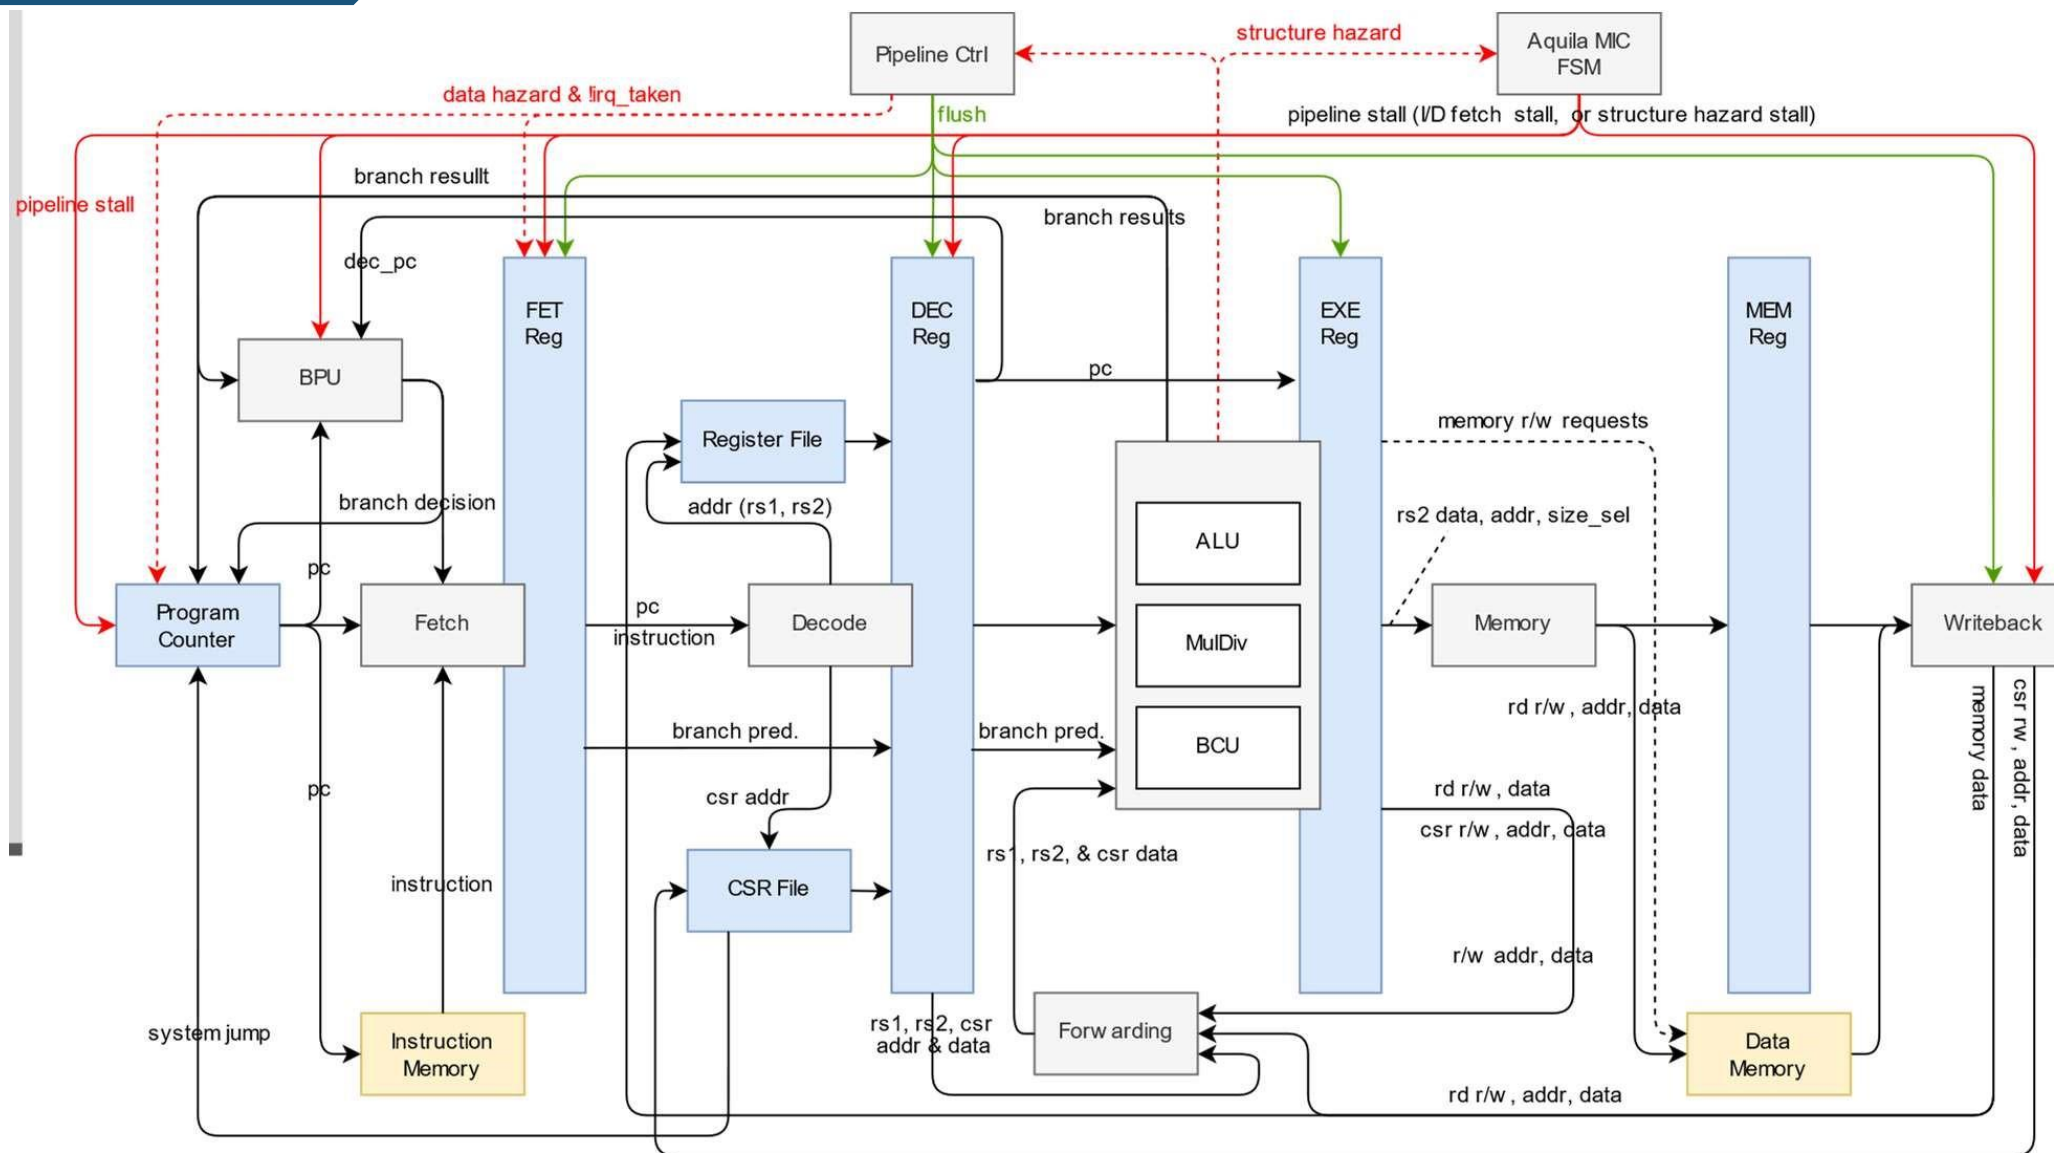 Pipeline Ctrl
structure hazard
Aquila MIC
FSM
data hazard & !irq_taken
flush
pipeline stall (I/D fetch stall, or structure hazard stall)
branch resullt
pipeline stall
branch results
dec_pc
FET
Reg
DEC
Reg
EXE
Reg
MEM
Reg
BPU
pc
Register File
memory r/w requests
branch decision
addr (rs1, rs2)
rs2 data, addr, size_sel
ALU
pc
Program
Counter
Fetch
pc
instruction
Decode
MulDiv
Memory
Writeback
rd r/w, addr, data
branch pred.
branch pred.
BCU
memory data
csr rw, addr, data
pc
csr addr
rd r/w, data
csr r/w, addr, data
rs1, rs2, & csr data
instruction
CSR File
r/w addr, data
system jump
Instruction
Memory
rs1, rs2, csr
addr & data
Forwarding
Data
Memory
rd r/w, addr, data